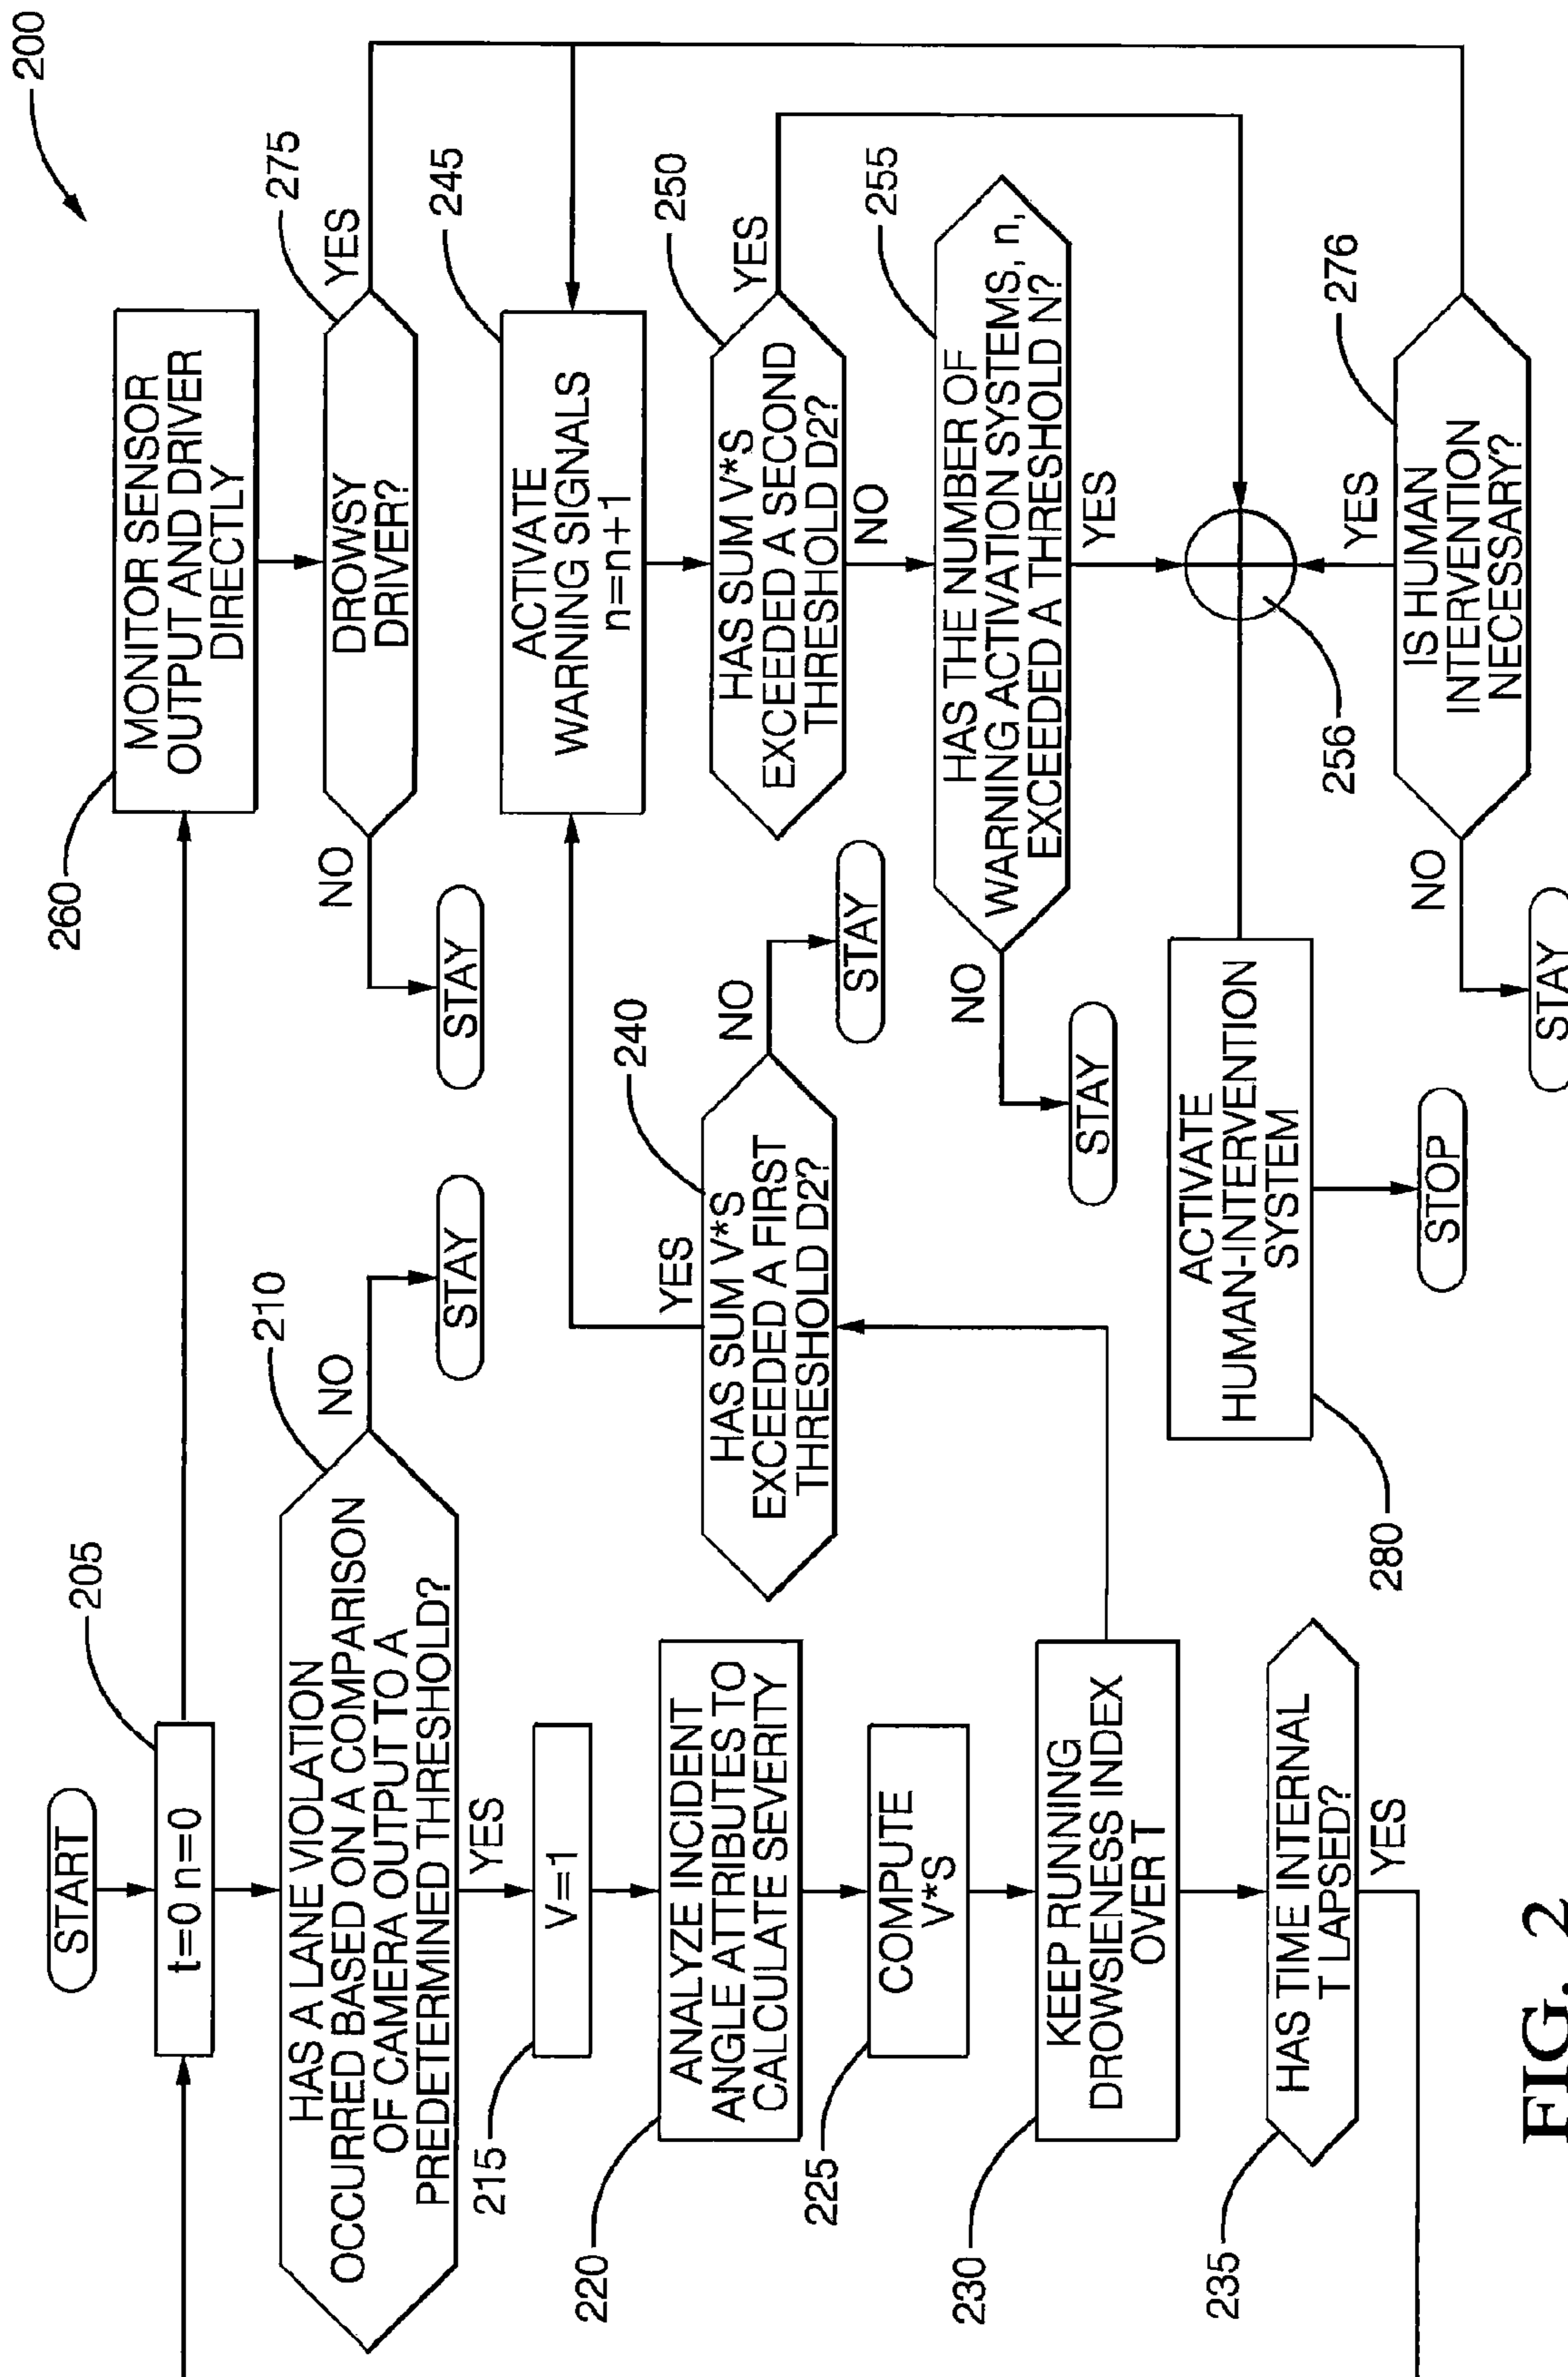 200
START
205
t=0 n=0
210
HAS A LANE VIOLATION
OCCURRED BASED ON A COMPARISON
OF CAMERA OUTPUT TO A
PREDETERMINED THRESHOLD?
NO
STAY
YES
215
V=1
220
ANALYZE INCIDENT
ANGLE ATTRIBUTES TO
CALCULATE SEVERITY
225
COMPUTE
V*S
230
KEEP RUNNING
DROWSIENESS INDEX
OVER T
235
HAS TIME INTERNAL
T LAPSED?
YES
240
HAS SUM V*S
EXCEEDED A FIRST
THRESHOLD D2?
YES
NO
STAY
260
MONITOR SENSOR
OUTPUT AND DRIVER
DIRECTLY
275
DROWSY
DRIVER?
YES
NO
STAY
245
ACTIVATE
WARNING SIGNALS
n=n+1
250
HAS SUM V*S
EXCEEDED A SECOND
THRESHOLD D2?
YES
NO
255
HAS THE NUMBER OF
WARNING ACTIVATION SYSTEMS, n,
EXCEEDED A THRESHOLD N?
NO
STAY
YES
256
276
IS HUMAN
INTERVENTION
NECESSARY?
YES
NO
STAY
280
ACTIVATE
HUMAN-INTERVENTION
SYSTEM
STOP
FIG. 2